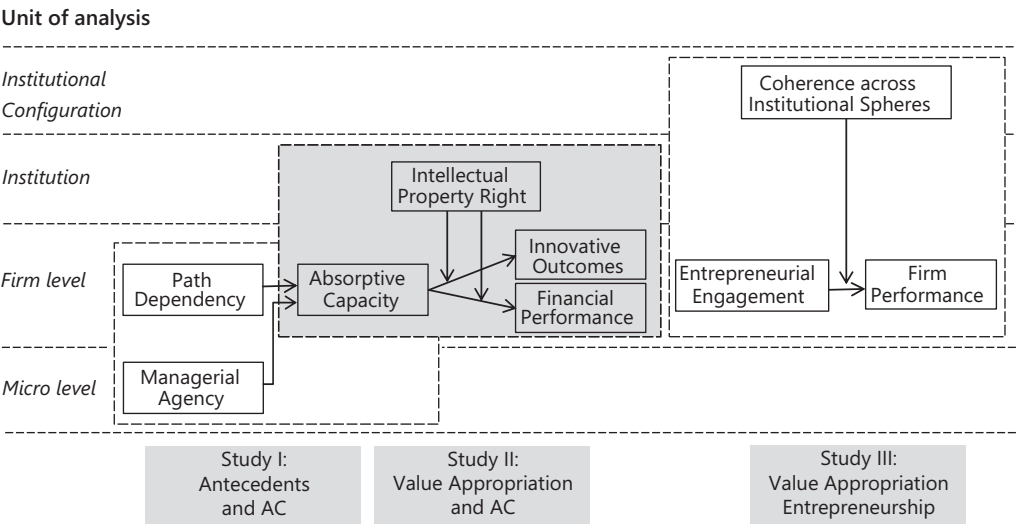 Unit of analysis
Institutional
Configuration
Coherence across
Institutional Spheres
Institution
Intellectual
Property Right
Firm level
Path
Dependency
Absorptive
Capacity
Innovative
Outcomes
Financial
Performance
Entrepreneurial
Engagement
Firm
Performance
Micro level
Managerial
Agency
Study I:
Antecedents
and AC
Study II:
Value Appropriation
and AC
Study III:
Value Appropriation
Entrepreneurship